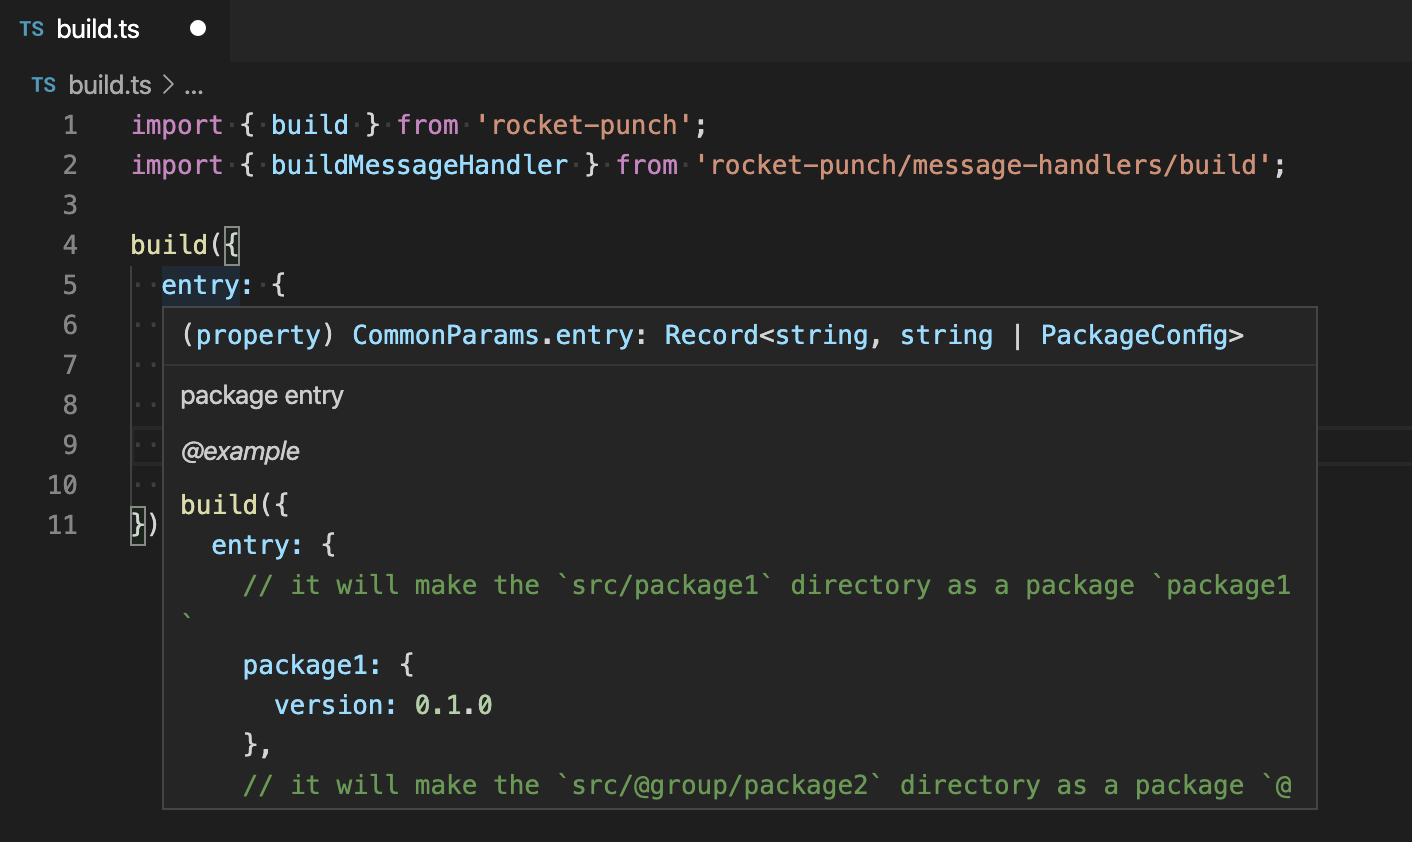 TS build.ts
TS build.ts > ...
1 import { build } from 'rocket-punch';
2 import { buildMessageHandler } from 'rocket-punch/message-handlers/build';
3
4 build({
5   entry: {
6
7
8
9
10
11 })
(property) CommonParams.entry: Record<string, string | PackageConfig>
package entry
@example
build({
  entry: {
    // it will make the `src/package1` directory as a package `package1
`
    package1: {
      version: 0.1.0
    },
    // it will make the `src/@group/package2` directory as a package `@